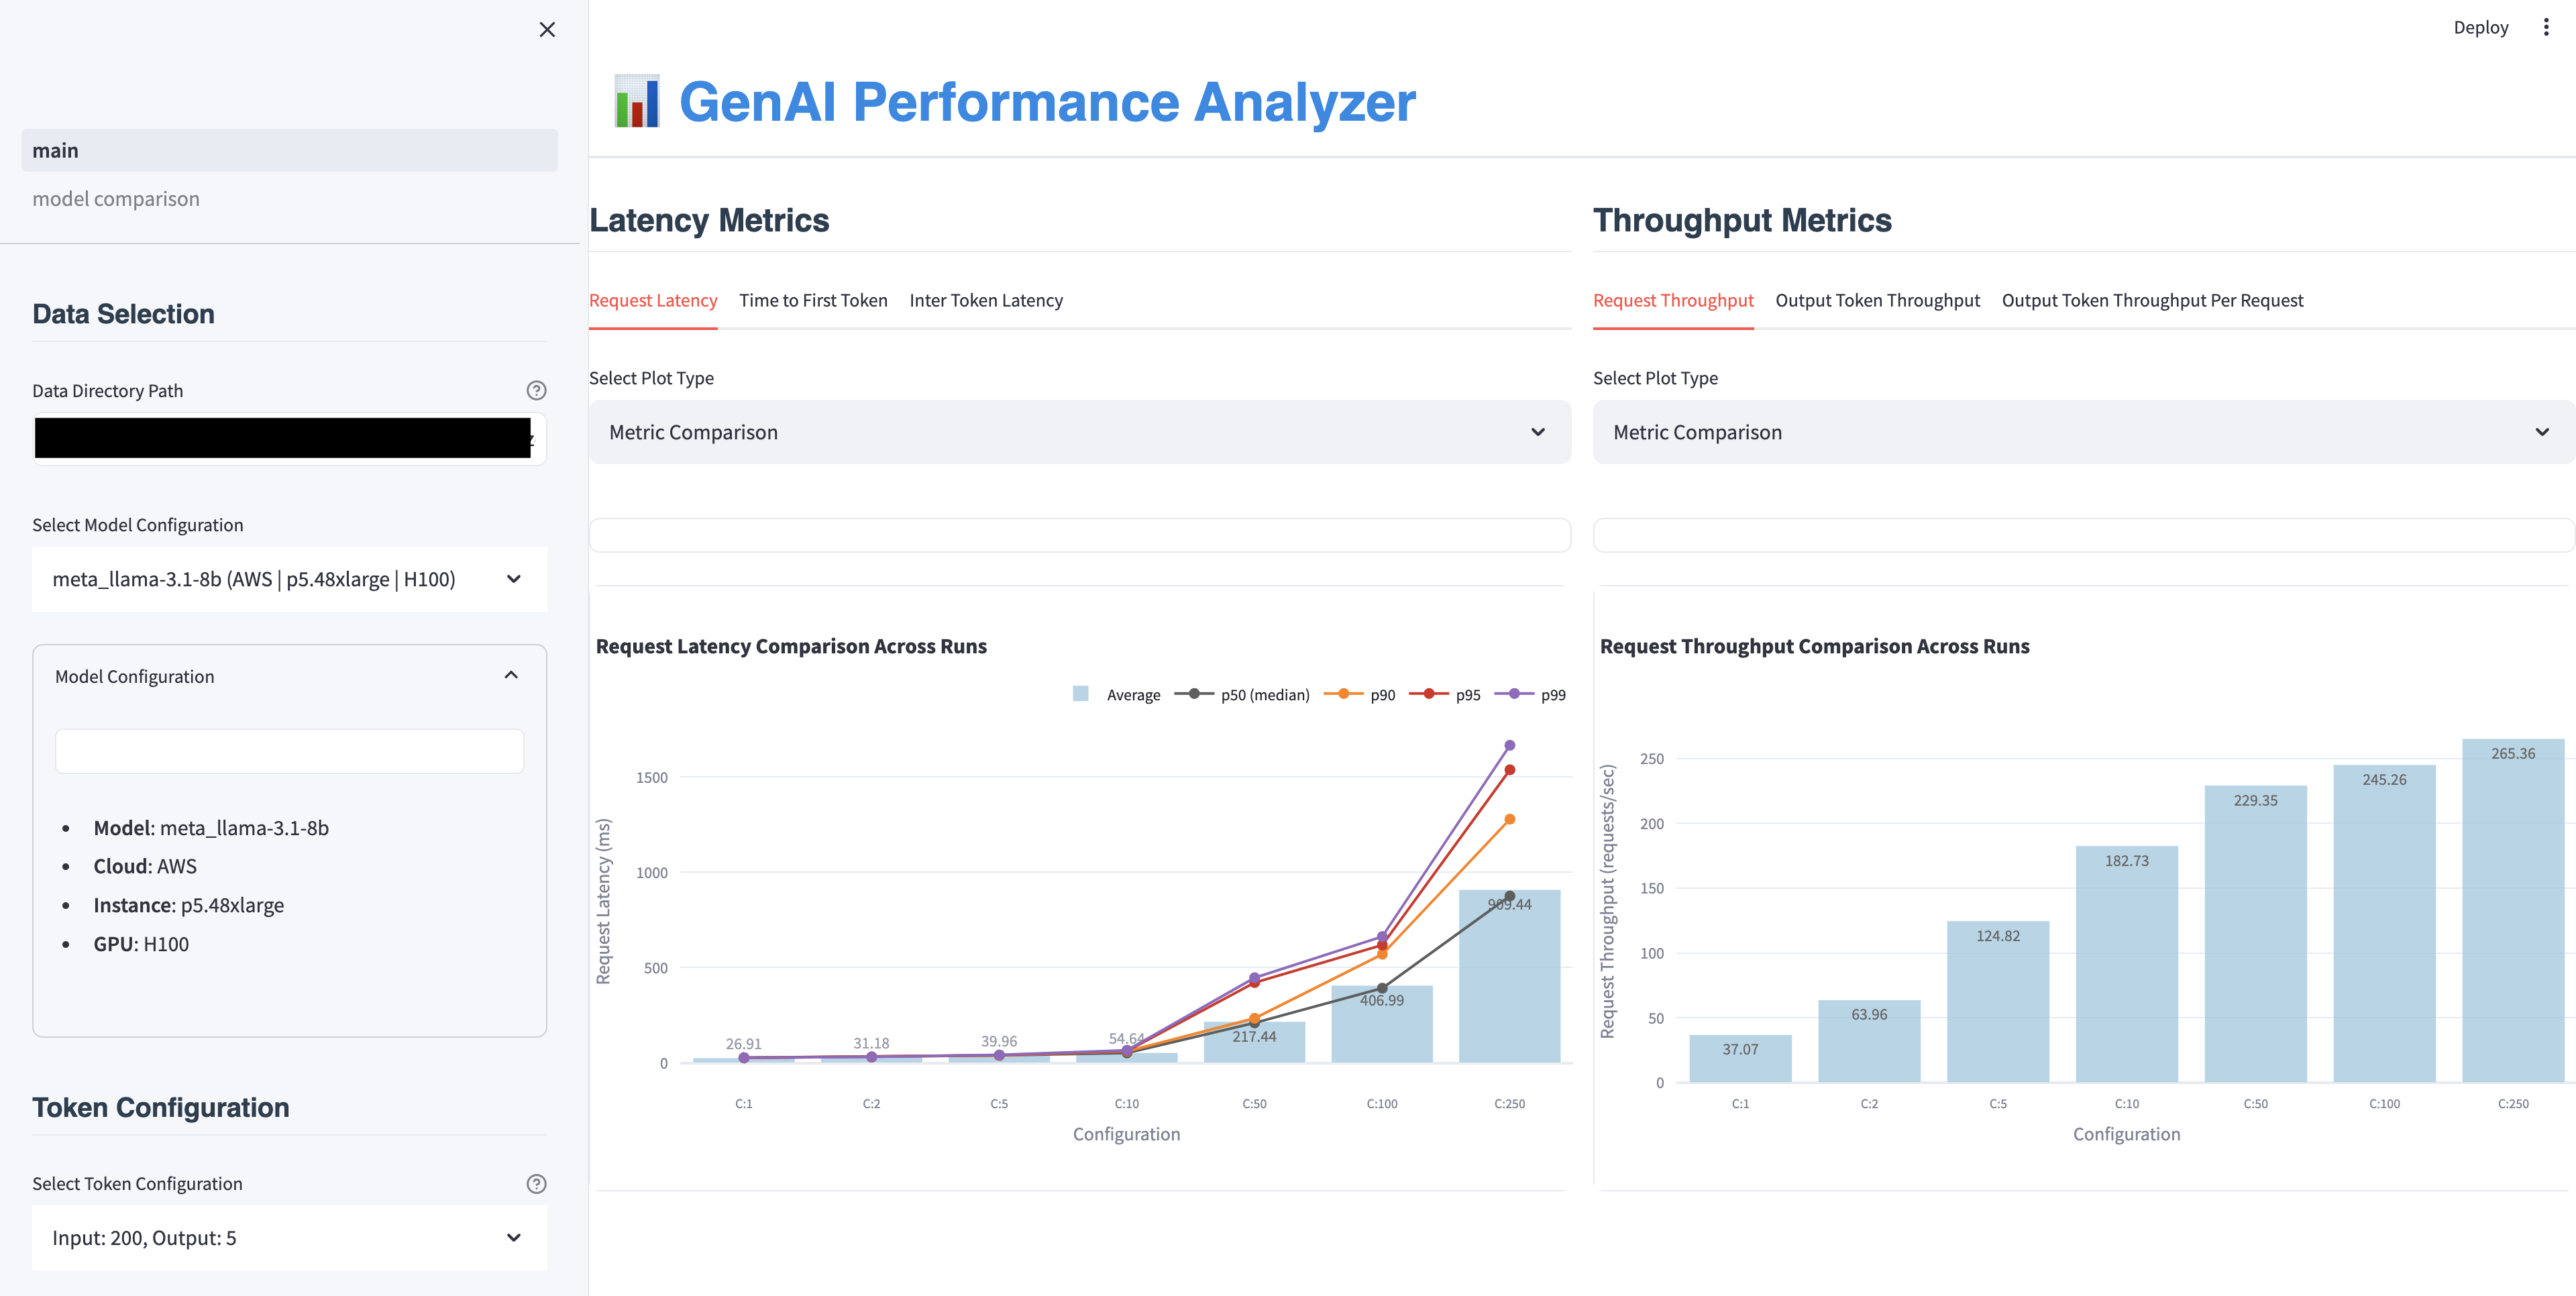 Deploy
main
model comparison
Data Selection
Data Directory Path
Select Model Configuration
meta_llama-3.1-8b (AWS | p5.48xlarge | H100)
Model Configuration
Model: meta_llama-3.1-8b
Cloud: AWS
Instance: p5.48xlarge
GPU: H100
Token Configuration
Select Token Configuration
Input: 200, Output: 5
GenAI Performance Analyzer
Latency Metrics
Request Latency Time to First Token Inter Token Latency
Select Plot Type
Metric Comparison
Request Latency Comparison Across Runs
Average p50 (median) p90 p95 p99
Request Latency (ms)
1500
1000
500
0
26.91 31.18 39.96 54.64 217.44 406.99 909.44
C:1 C:2 C:5 C:10 C:50 C:100 C:250
Configuration
Throughput Metrics
Request Throughput Output Token Throughput Output Token Throughput Per Request
Select Plot Type
Metric Comparison
Request Throughput Comparison Across Runs
Request Throughput (requests/sec)
250
200
150
100
50
0
37.07 63.96 124.82 182.73 229.35 245.26 265.36
C:1 C:2 C:5 C:10 C:50 C:100 C:250
Configuration